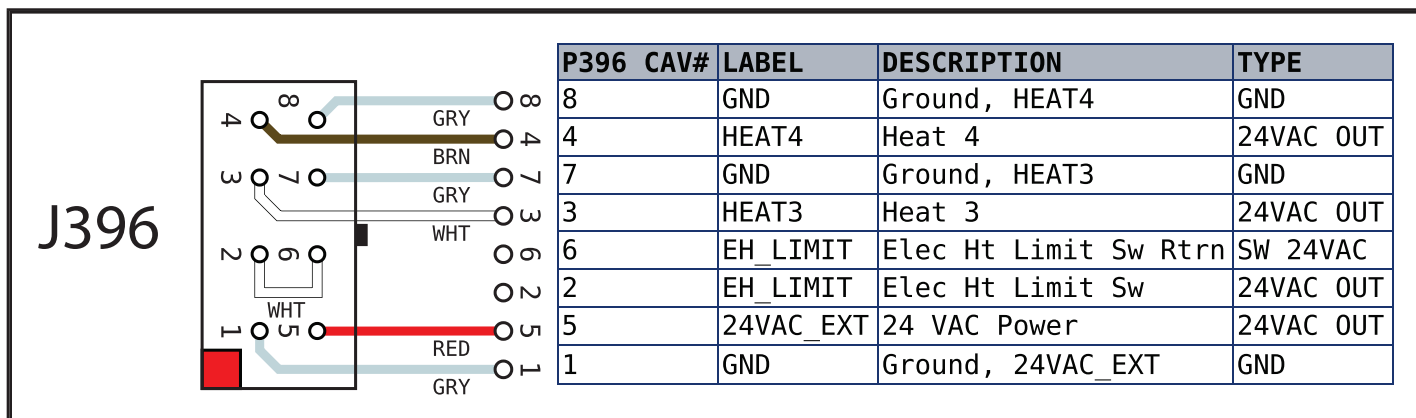 J396
8
4
3
7
2
6
1
5
WHT
GRY
BRN
GRY
WHT
RED
GRY
8
4
7
3
6
2
5
1
P396 CAV# LABEL DESCRIPTION TYPE
8 GND Ground, HEAT4 GND
4 HEAT4 Heat 4 24VAC OUT
7 GND Ground, HEAT3 GND
3 HEAT3 Heat 3 24VAC OUT
6 EH_LIMIT Elec Ht Limit Sw Rtrn SW 24VAC
2 EH_LIMIT Elec Ht Limit Sw 24VAC OUT
5 24VAC_EXT 24 VAC Power 24VAC OUT
1 GND Ground, 24VAC_EXT GND